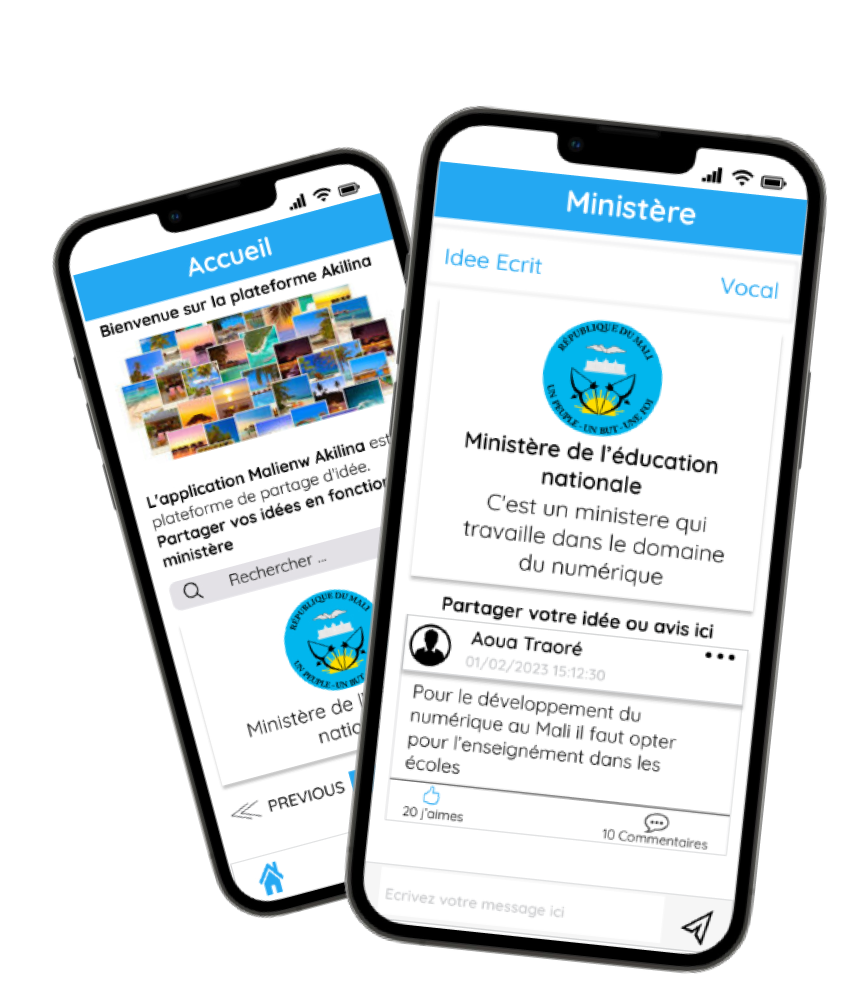 Accueil
Bienvenue sur la plateforme Akilina
L'application Malienw Akilina est
plateforme de partage d'idée.
Partager vos idées en fonction
ministère
Rechercher ...
RÉPUBLIQUE DU MALI
UN PEUPLE - UN BUT - UNE FOI
Ministère de l'
natio
PREVIOUS
Ministère
Idee Ecrit
Vocal
RÉPUBLIQUE DU MALI
UN PEUPLE - UN BUT - UNE FOI
Ministère de l'éducation
nationale
C'est un ministere qui
travaille dans le domaine
du numérique
Partager votre idée ou avis ici
Aoua Traoré
01/02/2023 15:12:30
Pour le développement du
numérique au Mali il faut opter
pour l'enseignément dans les
écoles
20 j'aimes
10 Commentaires
Ecrivez votre message ici